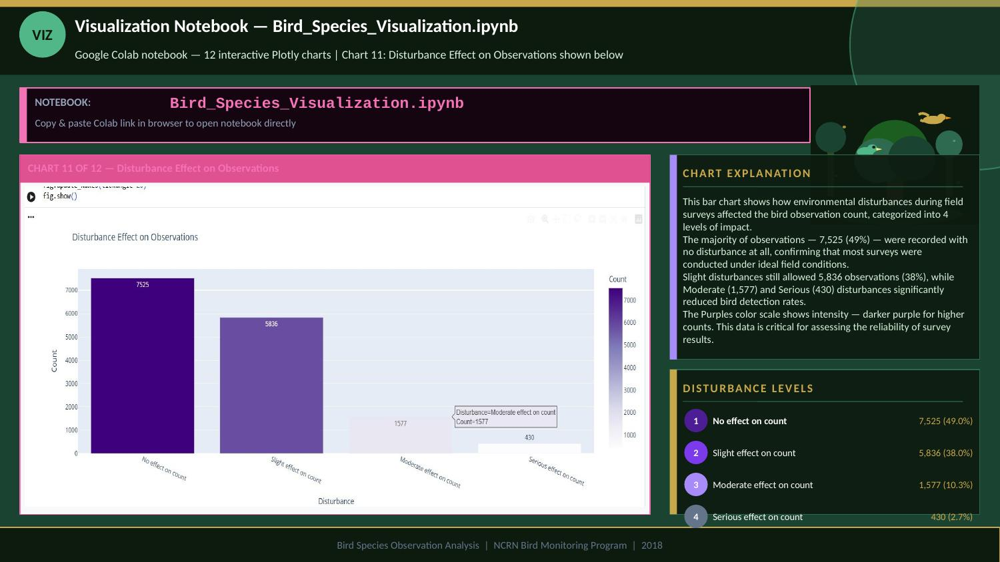 VIZ
Visualization Notebook — Bird_Species_Visualization.ipynb
Google Colab notebook — 12 interactive Plotly charts | Chart 11: Disturbance Effect on Observations shown below
NOTEBOOK:
Bird_Species_Visualization.ipynb
Copy & paste Colab link in browser to open notebook directly
CHART 11 OF 12 — Disturbance Effect on Observations
fig.show()
...
Disturbance Effect on Observations
Count
7000
6000
5000
4000
3000
2000
1000
0
7525
5836
1577
430
Disturbance=Moderate effect on count
Count=1577
No effect on count
Slight effect on count
Moderate effect on count
Serious effect on count
Disturbance
Count
7000
6000
5000
4000
3000
2000
1000
CHART EXPLANATION
This bar chart shows how environmental disturbances during field
surveys affected the bird observation count, categorized into 4
levels of impact.
The majority of observations — 7,525 (49%) — were recorded with
no disturbance at all, confirming that most surveys were
conducted under ideal field conditions.
Slight disturbances still allowed 5,836 observations (38%), while
Moderate (1,577) and Serious (430) disturbances significantly
reduced bird detection rates.
The Purples color scale shows intensity — darker purple for higher
counts. This data is critical for assessing the reliability of survey
results.
DISTURBANCE LEVELS
1 No effect on count 7,525 (49.0%)
2 Slight effect on count 5,836 (38.0%)
3 Moderate effect on count 1,577 (10.3%)
4 Serious effect on count 430 (2.7%)
Bird Species Observation Analysis | NCRN Bird Monitoring Program | 2018